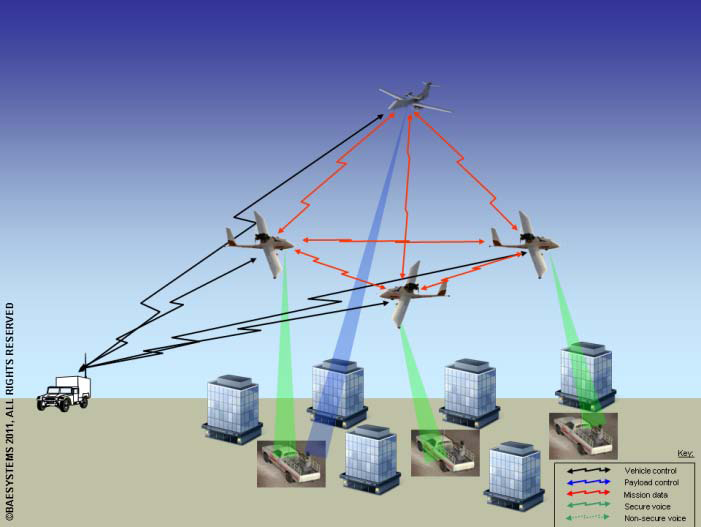 ©BAESYSTEMS 2011, ALL RIGHTS RESERVED
Key:
Vehicle control
Payload control
Mission data
Secure voice
Non-secure voice